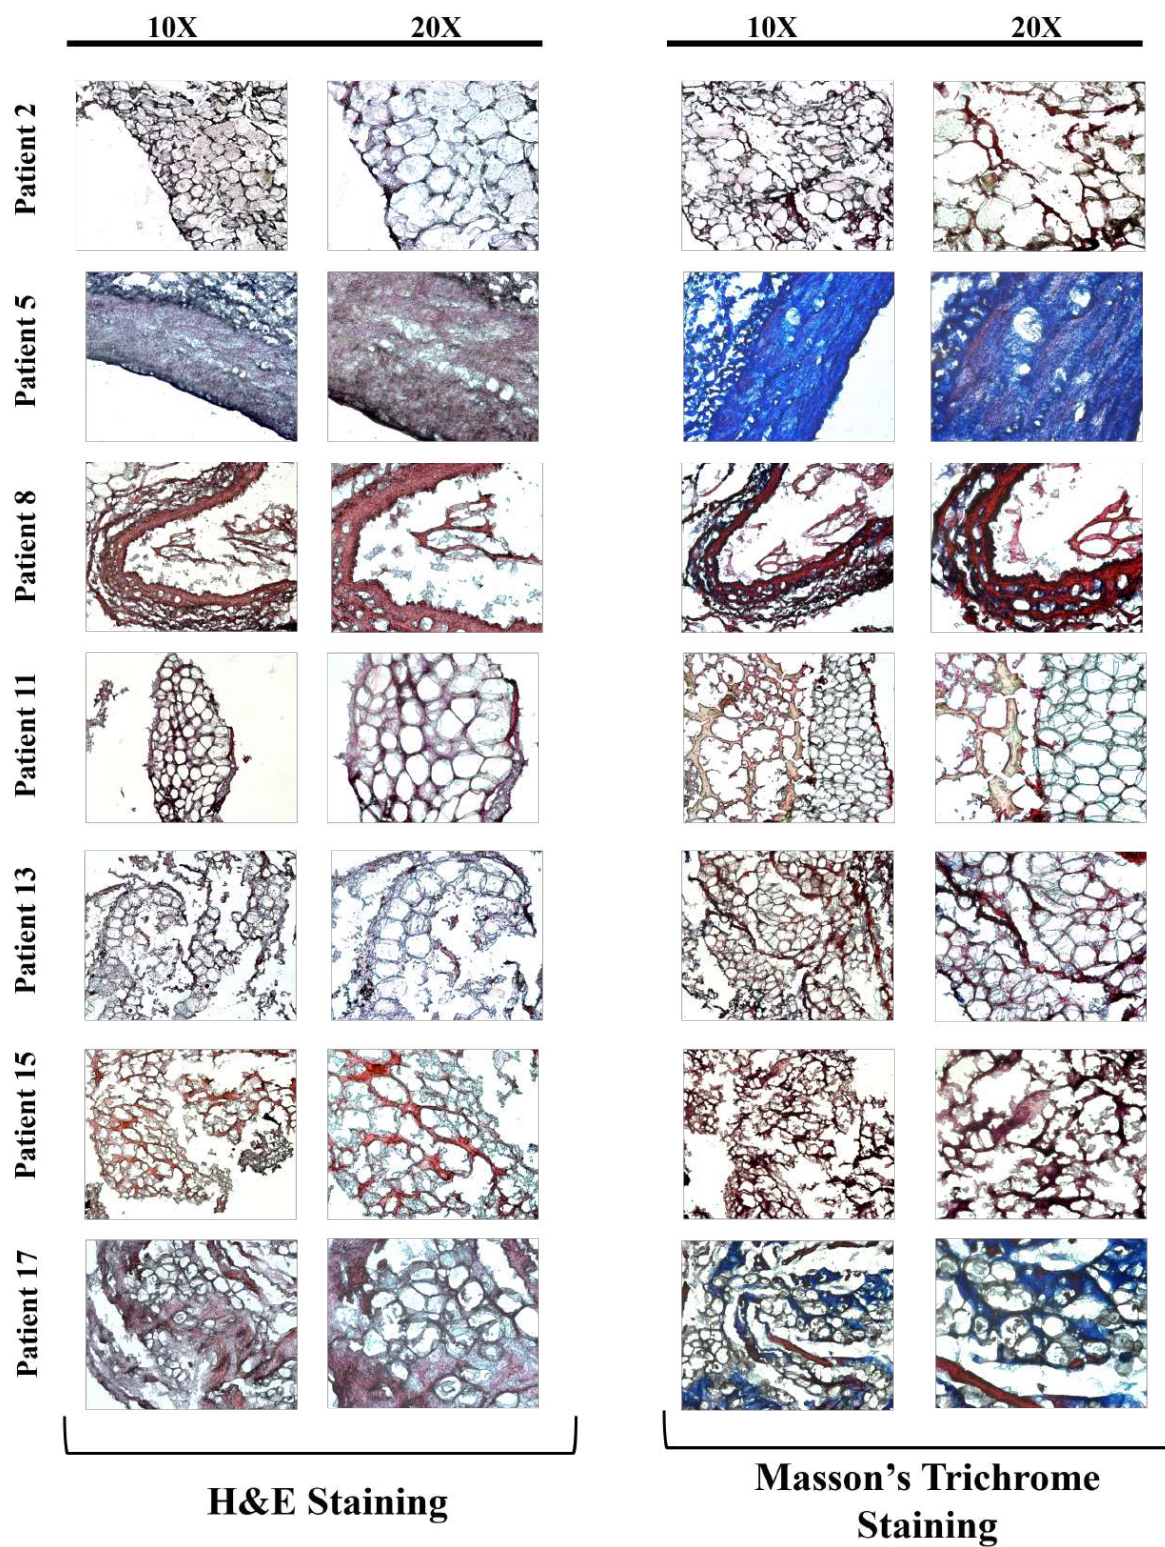 10X 20X 10X 20X
Patient 2
Patient 5
Patient 8
Patient 11
Patient 13
Patient 15
Patient 17
H&E Staining
Masson's Trichrome
Staining